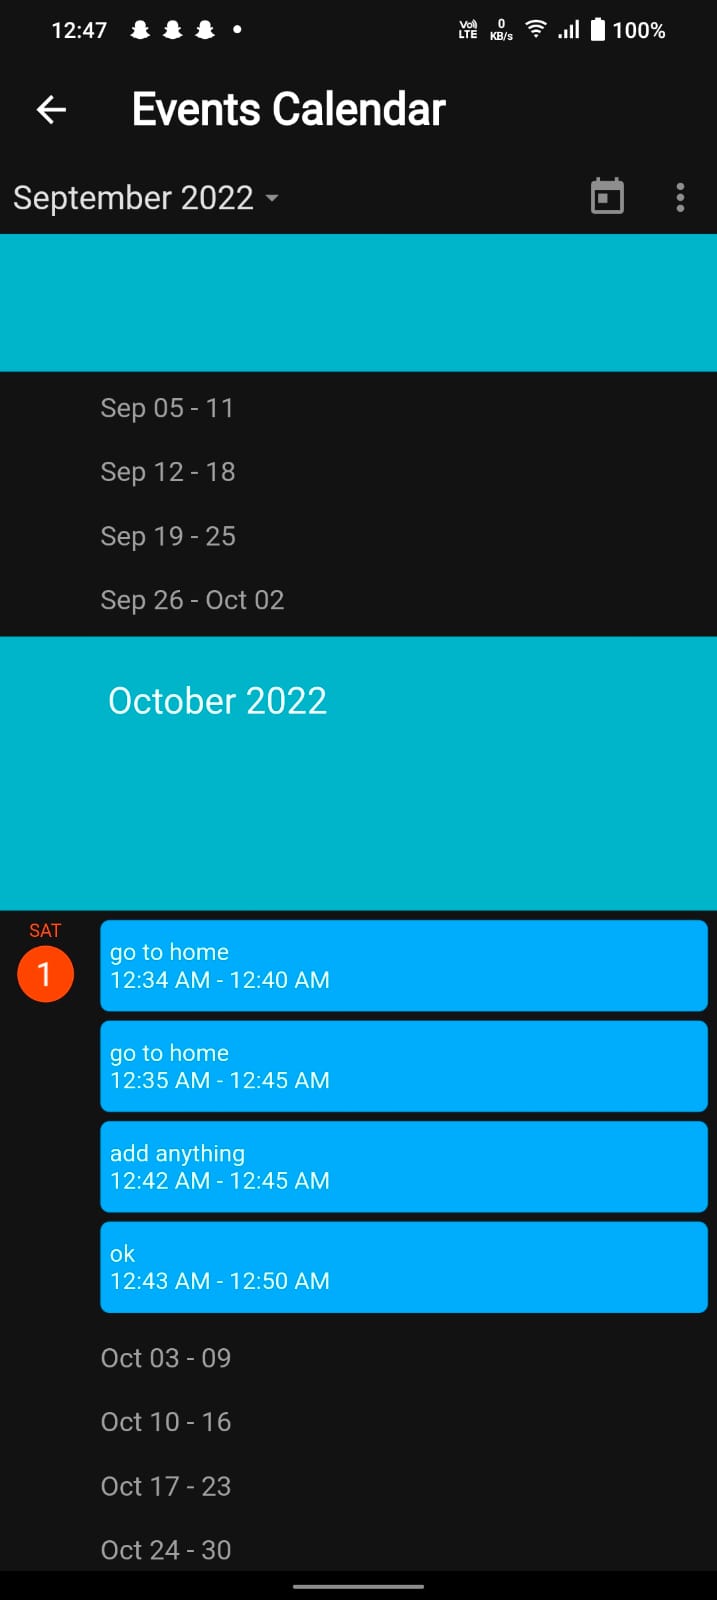 12:47
Vo)) LTE
0 KB/s
100%
Events Calendar
September 2022
Sep 05 - 11
Sep 12 - 18
Sep 19 - 25
Sep 26 - Oct 02
October 2022
SAT
1
go to home
12:34 AM - 12:40 AM
go to home
12:35 AM - 12:45 AM
add anything
12:42 AM - 12:45 AM
ok
12:43 AM - 12:50 AM
Oct 03 - 09
Oct 10 - 16
Oct 17 - 23
Oct 24 - 30